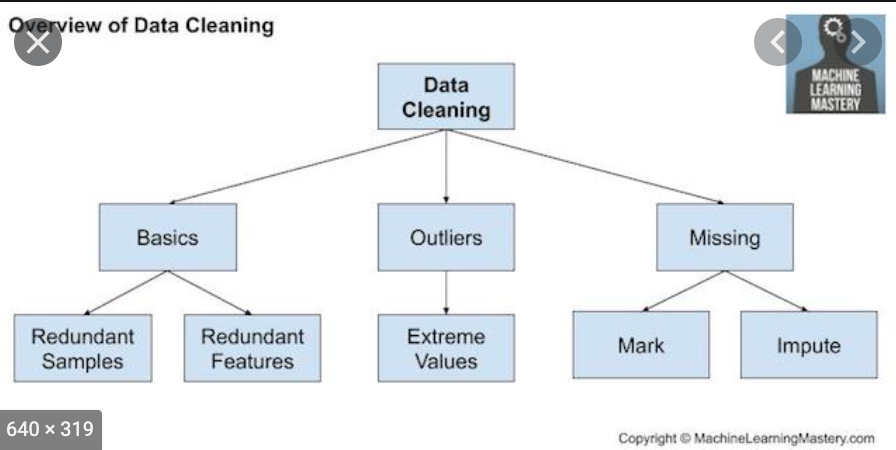 Overview of Data Cleaning
MACHINE
LEARNING
MASTERY
Data
Cleaning
Basics
Outliers
Missing
Redundant
Samples
Redundant
Features
Extreme
Values
Mark
Impute
640 × 319
Copyright © MachineLearningMastery.com